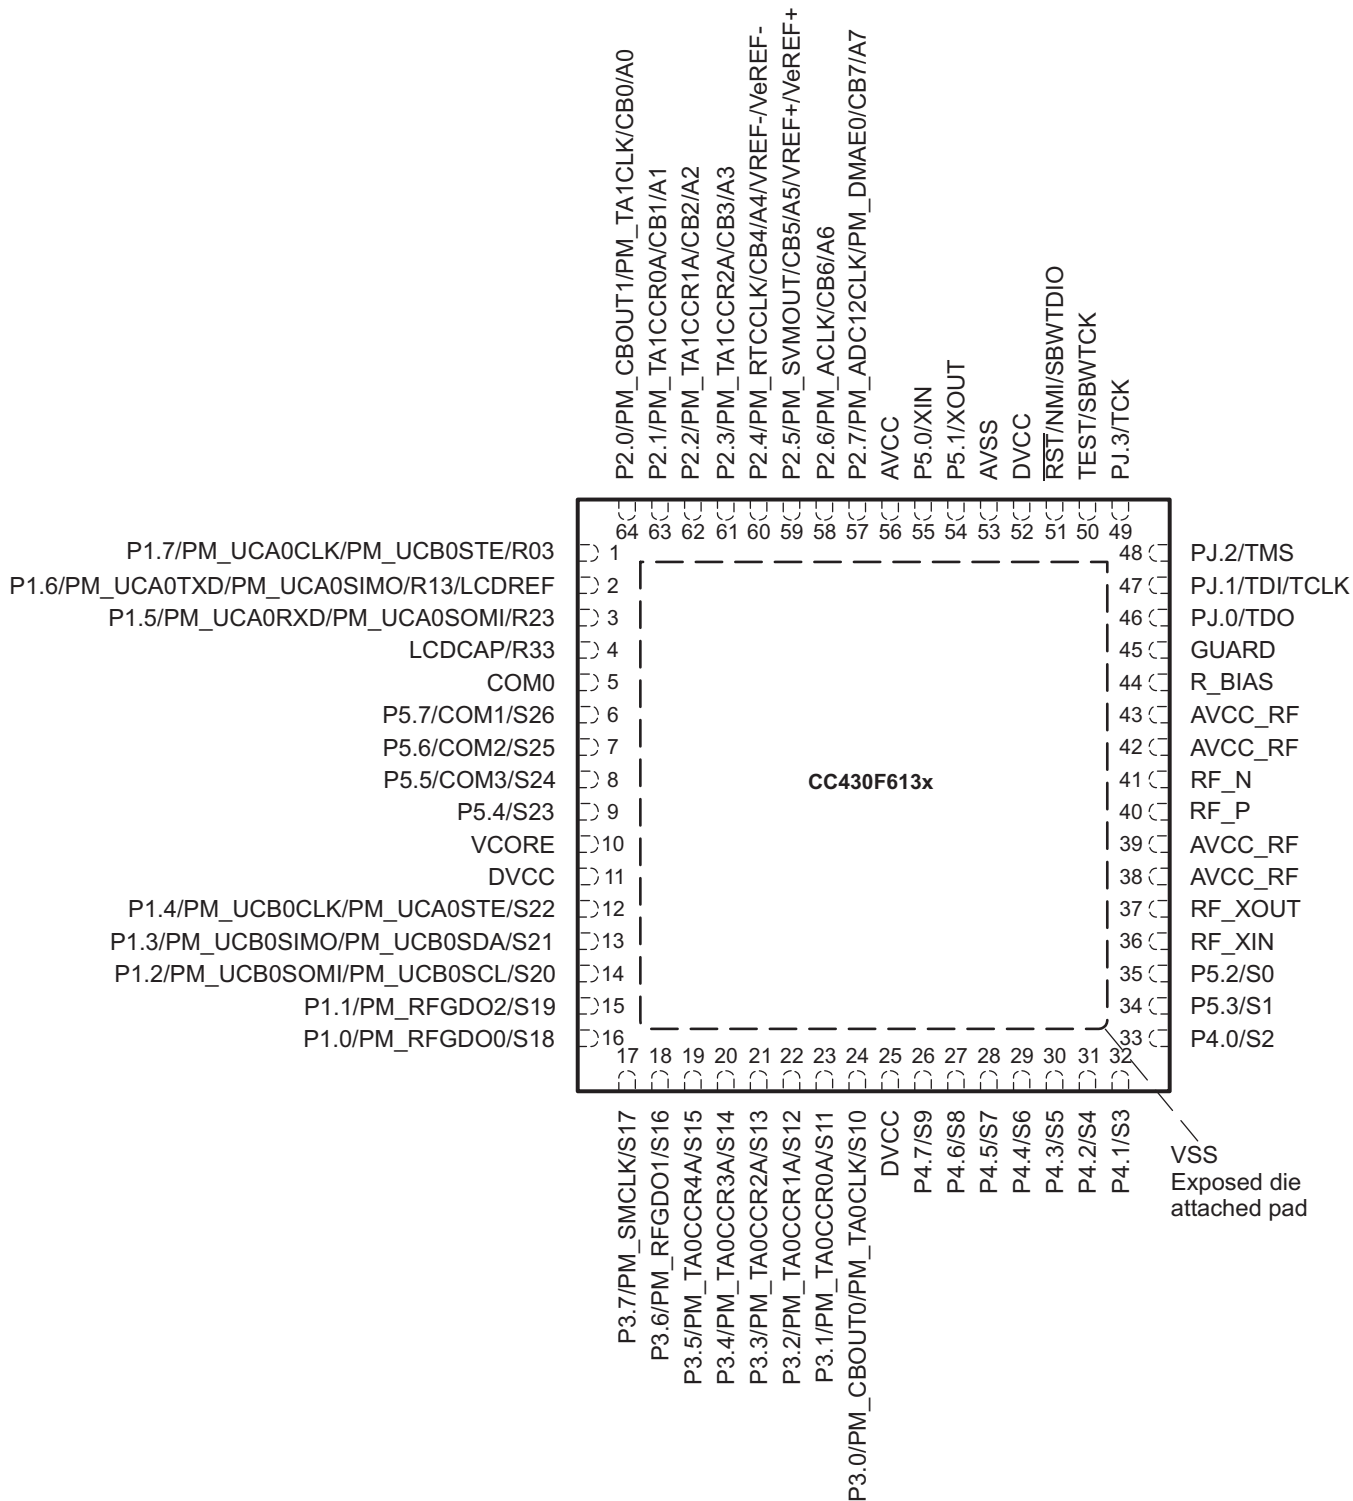 P2.0/PM_CBOUT1/PM_TA1CLK/CB0/A0
P2.1/PM_TA1CCR0A/CB1/A1
P2.2/PM_TA1CCR1A/CB2/A2
P2.3/PM_TA1CCR2A/CB3/A3
P2.4/PM_RTCCLK/CB4/A4/VREF-/VeREF-
P2.5/PM_SVMOUT/CB5/A5/VREF+/VeREF+
P2.6/PM_ACLK/CB6/A6
P2.7/PM_ADC12CLK/PM_DMAE0/CB7/A7
AVCC
P5.0/XIN
P5.1/XOUT
AVSS
DVCC
RST/NMI/SBWTDIO
TEST/SBWTCK
PJ.3/TCK
64 63 62 61 60 59 58 57 56 55 54 53 52 51 50 49
P1.7/PM_UCA0CLK/PM_UCB0STE/R03 1
P1.6/PM_UCA0TXD/PM_UCA0SIMO/R13/LCDREF 2
P1.5/PM_UCA0RXD/PM_UCA0SOMI/R23 3
LCDCAP/R33 4
COM0 5
P5.7/COM1/S26 6
P5.6/COM2/S25 7
P5.5/COM3/S24 8
P5.4/S23 9
VCORE 10
DVCC 11
P1.4/PM_UCB0CLK/PM_UCA0STE/S22 12
P1.3/PM_UCB0SIMO/PM_UCB0SDA/S21 13
P1.2/PM_UCB0SOMI/PM_UCB0SCL/S20 14
P1.1/PM_RFGDO2/S19 15
P1.0/PM_RFGDO0/S18 16
CC430F613x
48 PJ.2/TMS
47 PJ.1/TDI/TCLK
46 PJ.0/TDO
45 GUARD
44 R_BIAS
43 AVCC_RF
42 AVCC_RF
41 RF_N
40 RF_P
39 AVCC_RF
38 AVCC_RF
37 RF_XOUT
36 RF_XIN
35 P5.2/S0
34 P5.3/S1
33 P4.0/S2
17 18 19 20 21 22 23 24 25 26 27 28 29 30 31 32
P3.7/PM_SMCLK/S17
P3.6/PM_RFGDO1/S16
P3.5/PM_TA0CCR4A/S15
P3.4/PM_TA0CCR3A/S14
P3.3/PM_TA0CCR2A/S13
P3.2/PM_TA0CCR1A/S12
P3.1/PM_TA0CCR0A/S11
P3.0/PM_CBOUT0/PM_TA0CLK/S10
DVCC
P4.7/S9
P4.6/S8
P4.5/S7
P4.4/S6
P4.3/S5
P4.2/S4
P4.1/S3
VSS
Exposed die
attached pad